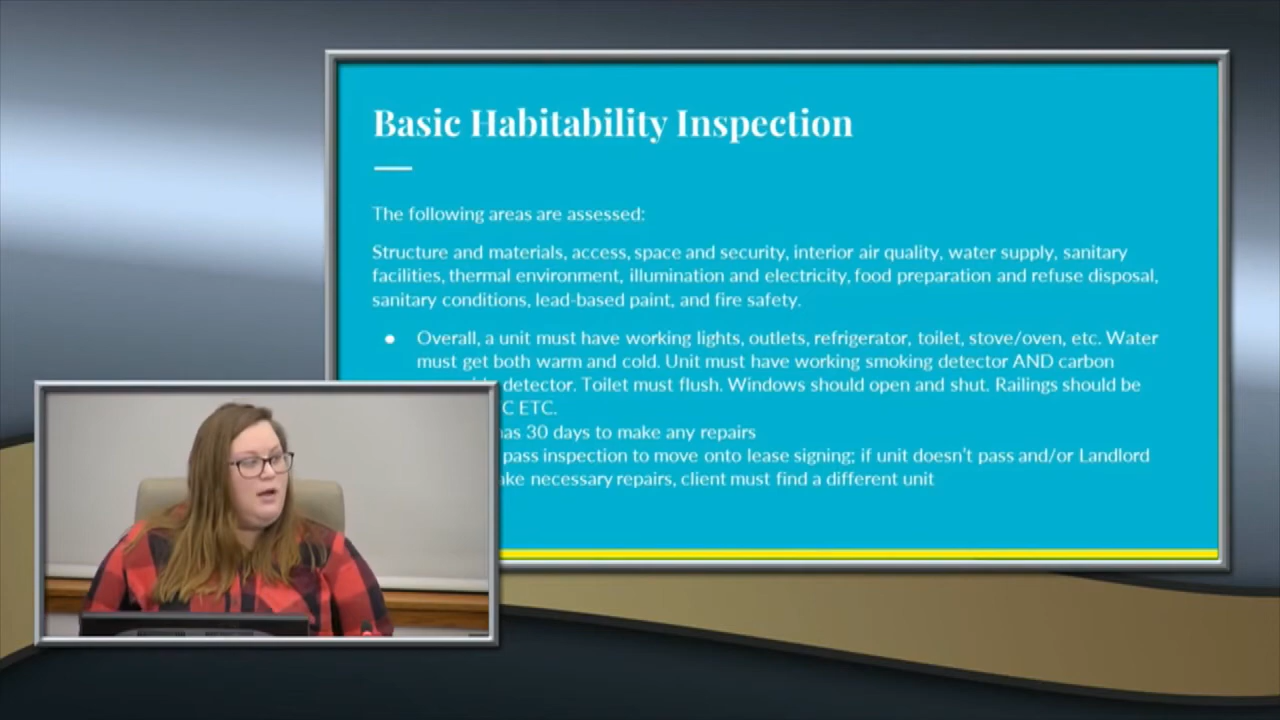 Basic Habitability Inspection
The following areas are assessed:
Structure and materials, access, space and security, interior air quality, water supply, sanitary
facilities, thermal environment, illumination and electricity, food preparation and refuse disposal,
sanitary conditions, lead-based paint, and fire safety.
● Overall, a unit must have working lights, outlets, refrigerator, toilet, stove/oven, etc. Water
must get both warm and cold. Unit must have working smoking detector AND carbon
detector. Toilet must flush. Windows should open and shut. Railings should be
C ETC.
has 30 days to make any repairs
pass inspection to move onto lease signing; if unit doesn't pass and/or Landlord
necessary repairs, client must find a different unit